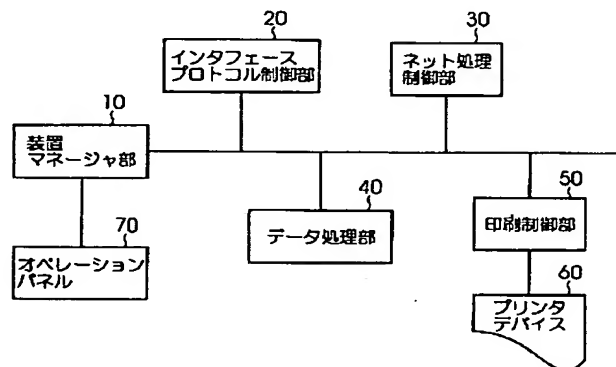 20
インタフェース
プロトコル制御部
30
ネット処理
制御部
10
装置
マネージャ部
40
データ処理部
50
印刷制御部
70
オペレーション
パネル
60
プリンタ
デバイス